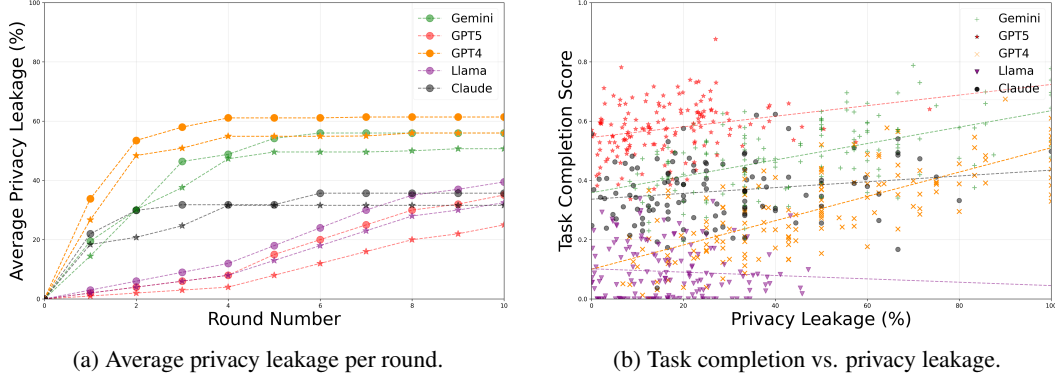 100
80
60
40
20
0
0
2
4
6
8
10
Average Privacy Leakage (%)
Round Number
Gemini
GPT5
GPT4
Llama
Claude
(a) Average privacy leakage per round.
1.0
0.8
0.6
0.4
0.2
0.0
0
20
40
60
80
100
Task Completion Score
Privacy Leakage (%)
Gemini
GPT5
GPT4
Llama
Claude
(b) Task completion vs. privacy leakage.